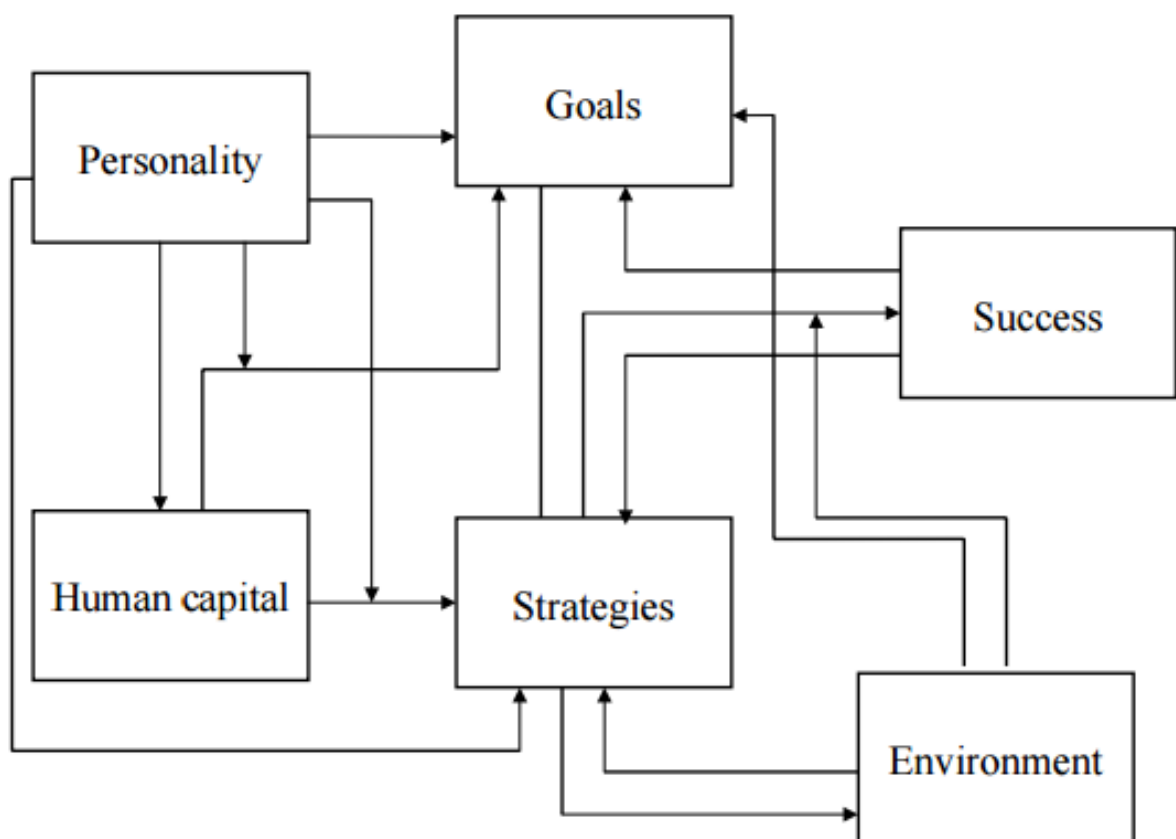 Goals
Personality
Success
Human capital
Strategies
Environment